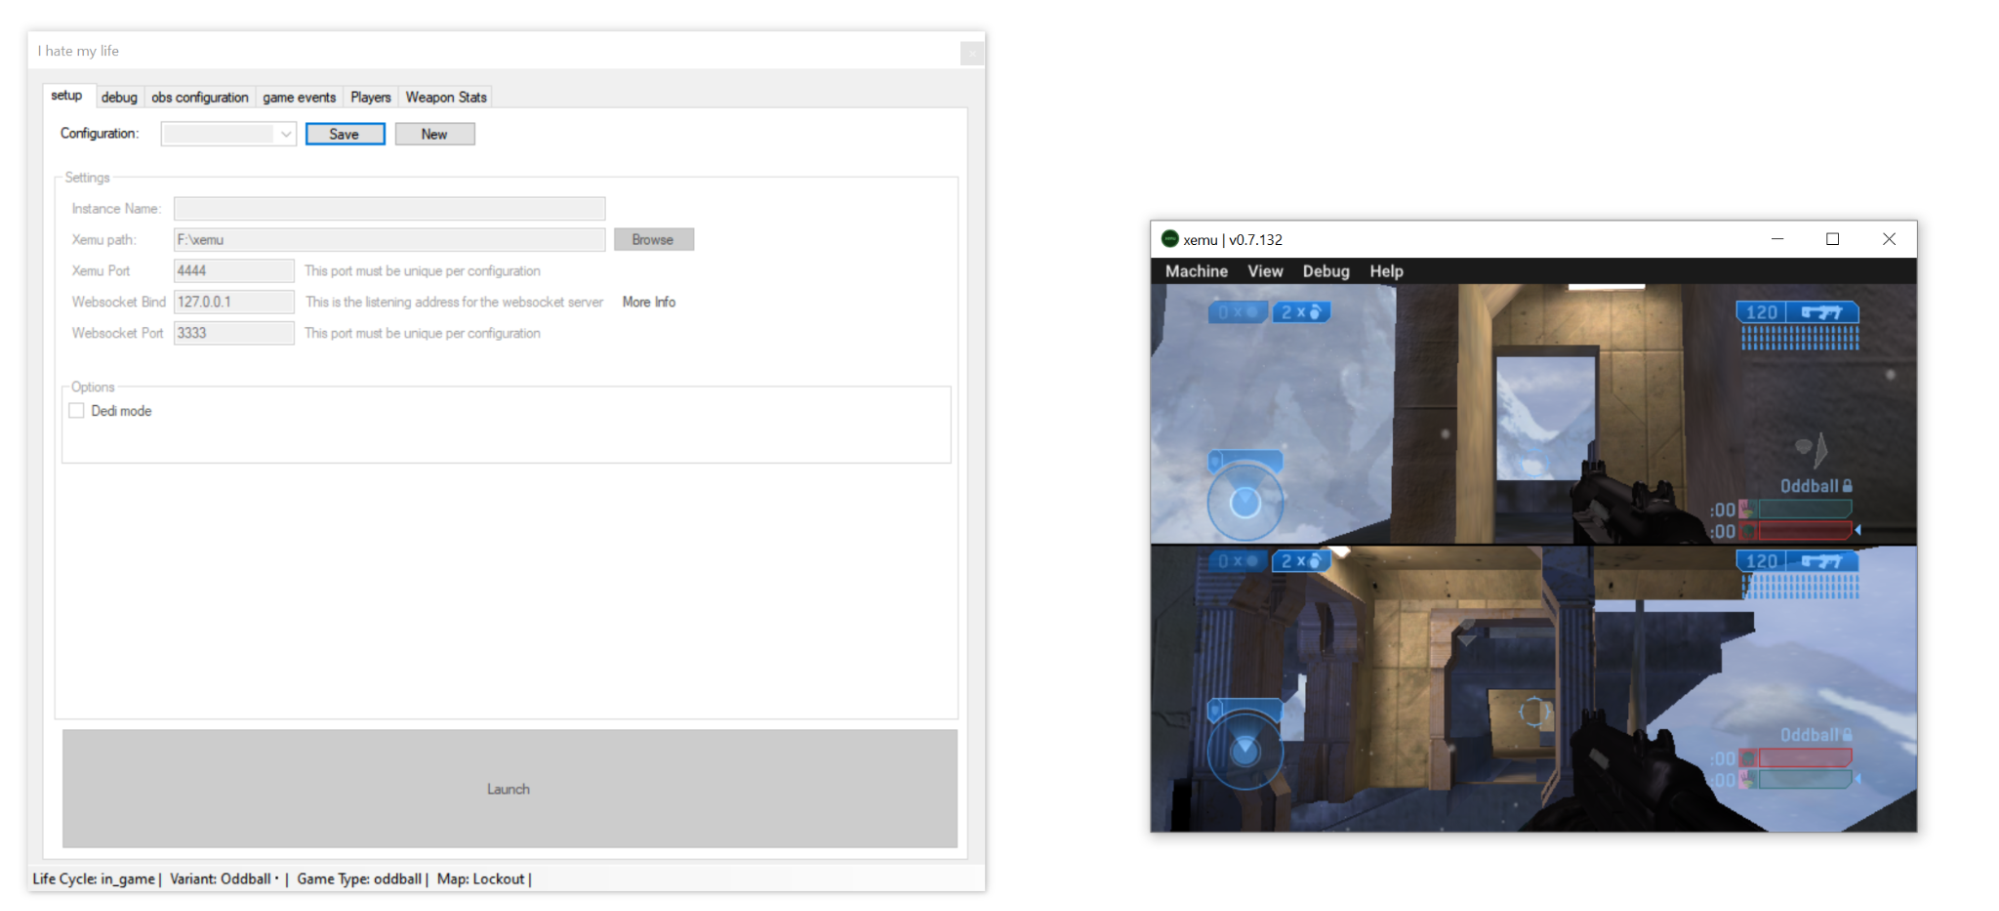 I hate my life
setup debug obs configuration game events Players Weapon Stats
Configuration: Save New
Settings
Instance Name:
Xemu path: F:\xemu Browse
Xemu Port 4444 This port must be unique per configuration
Websocket Bind 127.0.0.1 This is the listening address for the websocket server More Info
Websocket Port 3333 This port must be unique per configuration
Options
Dedi mode
Launch
Life Cycle: in_game | Variant: Oddball · | Game Type: oddball | Map: Lockout |
xemu | v0.7.132
Machine View Debug Help
0 x 2 x 120
Oddball
:00
:00
0 x 2 x 120
Oddball
:00
:00